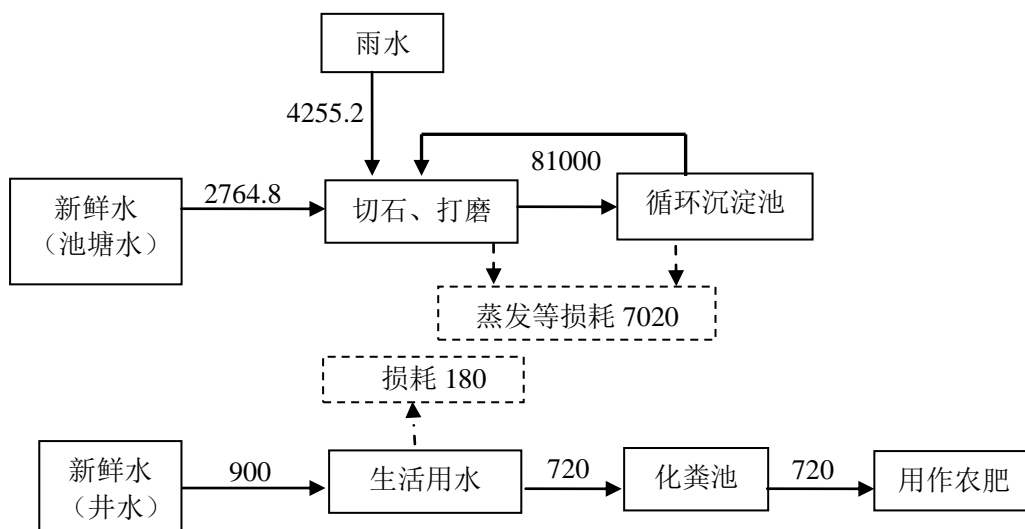 雨水
4255.2
81000
新鲜水
（池塘水）
2764.8
切石、打磨
循环沉淀池
蒸发等损耗 7020
损耗 180
新鲜水
（井水）
900
生活用水
720
化粪池
720
用作农肥